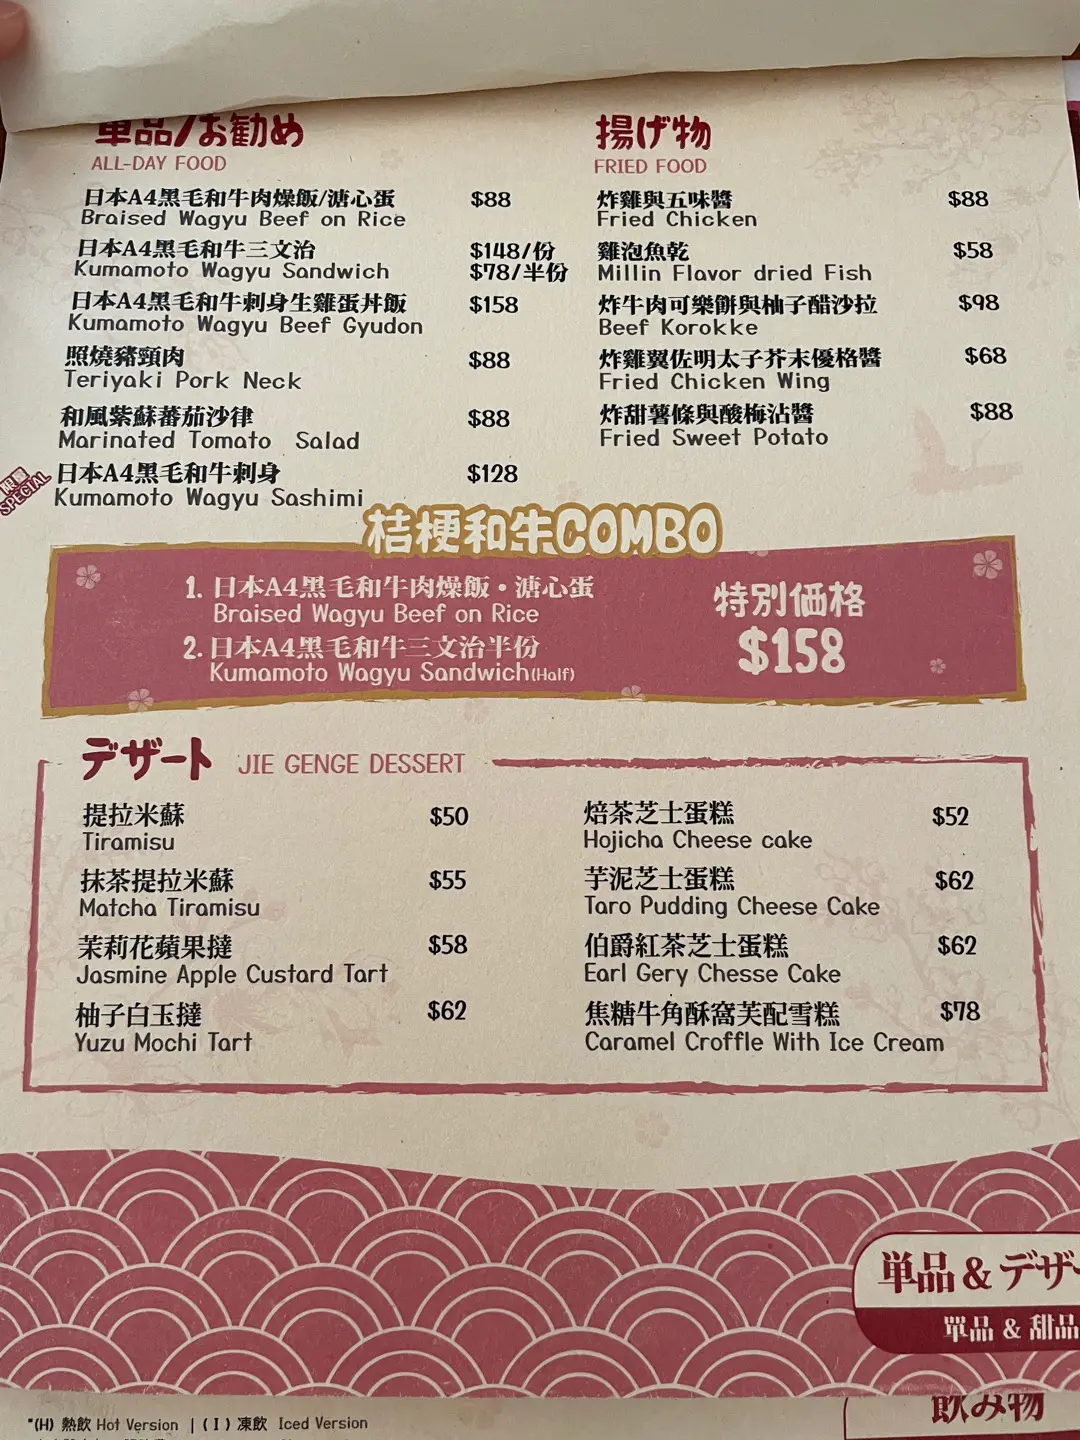 單品/お勧め
ALL-DAY FOOD
日本A4黑毛和牛肉燥飯/溏心蛋 $88
Braised Wagyu Beef on Rice
日本A4黑毛和牛三文治 $148/份
Kumamoto Wagyu Sandwich $78/半份
日本A4黑毛和牛刺身生雞蛋丼飯 $158
Kumamoto Wagyu Beef Gyudon
照燒豬頸肉 $88
Teriyaki Pork Neck
和風紫蘇蕃茄沙律 $88
Marinated Tomato Salad
SPECIAL
日本A4黑毛和牛刺身 $128
Kumamoto Wagyu Sashimi
揚げ物
FRIED FOOD
炸雞與五味醬 $88
Fried Chicken
雞泡魚乾 $58
Millin Flavor dried Fish
炸牛肉可樂餅與柚子醋沙拉 $98
Beef Korokke
炸雞翼佐明太子芥末優格醬 $68
Fried Chicken Wing
炸甜薯條與酸梅沾醬 $88
Fried Sweet Potato
桔梗和牛COMBO
1. 日本A4黑毛和牛肉燥飯・溏心蛋
Braised Wagyu Beef on Rice
2. 日本A4黑毛和牛三文治半份
Kumamoto Wagyu Sandwich(Half)
特別価格
$158
デザート JIE GENGE DESSERT
提拉米蘇 $50
Tiramisu
抹茶提拉米蘇 $55
Matcha Tiramisu
茉莉花蘋果撻 $58
Jasmine Apple Custard Tart
柚子白玉撻 $62
Yuzu Mochi Tart
焙茶芝士蛋糕 $52
Hojicha Cheese cake
芋泥芝士蛋糕 $62
Taro Pudding Cheese Cake
伯爵紅茶芝士蛋糕 $62
Earl Gery Chesse Cake
焦糖牛角酥窩芙配雪糕 $78
Caramel Croffle With Ice Cream
単品 & デザー
單品 & 甜品
飲み物
*(H) 熱飲 Hot Version | ( I ) 凍飲 Iced Version